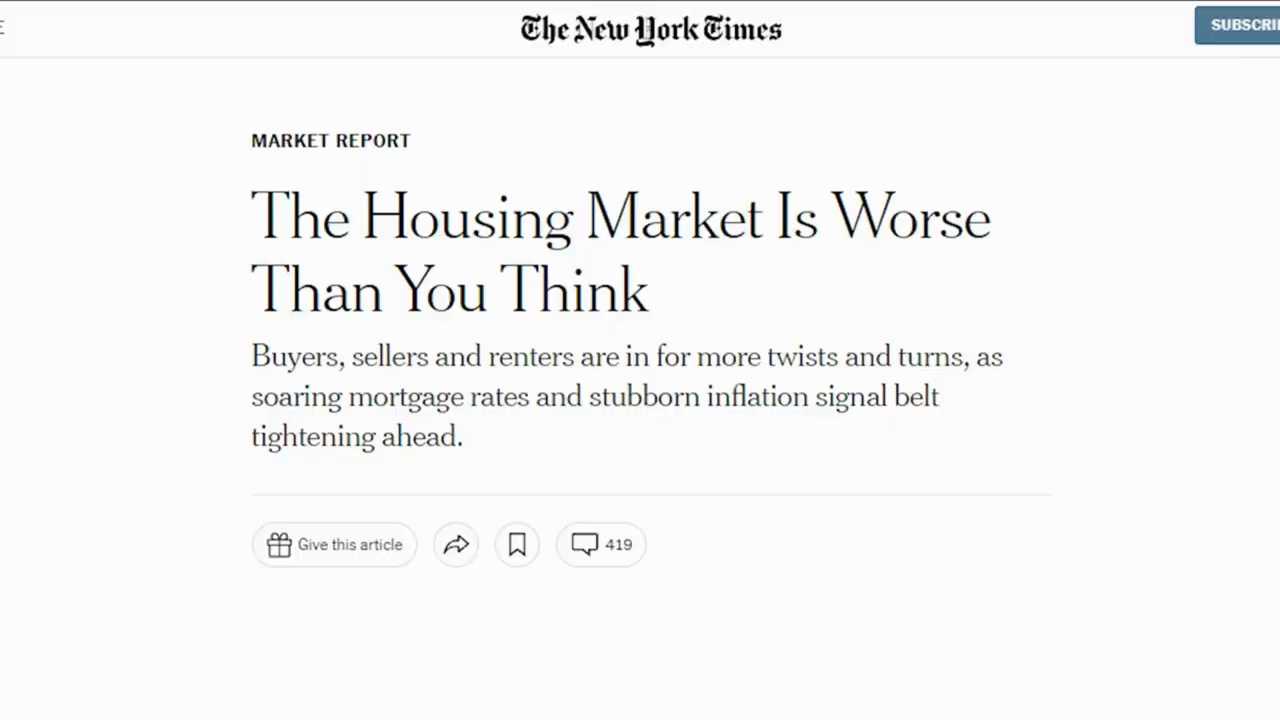 The New York Times
MARKET REPORT
The Housing Market Is Worse
Than You Think
Buyers, sellers and renters are in for more twists and turns, as
soaring mortgage rates and stubborn inflation signal belt
tightening ahead.
Give this article
419